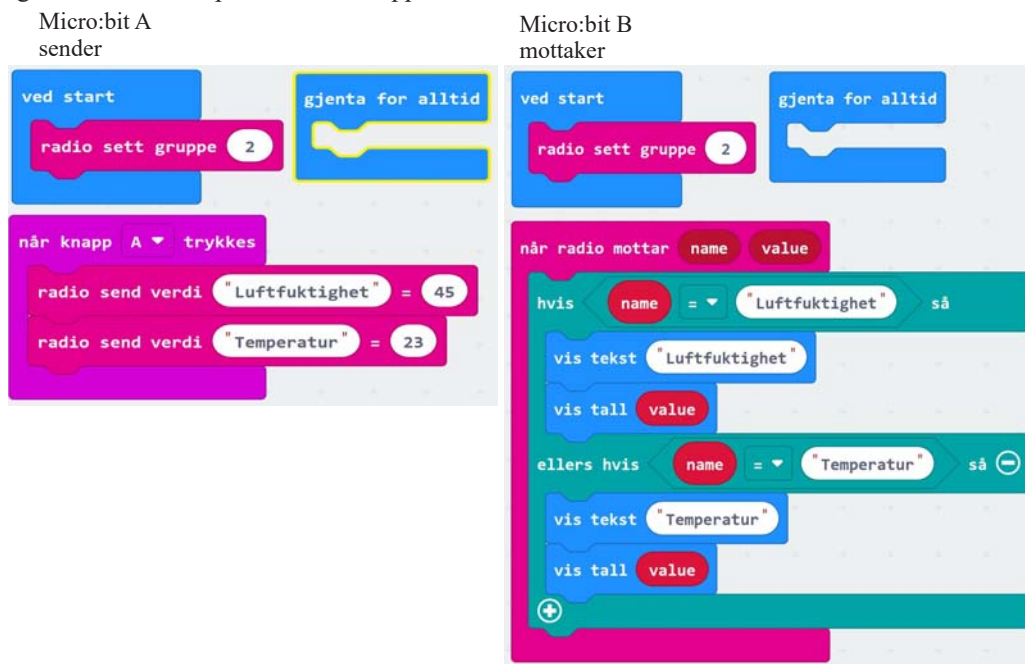 Micro:bit A
sender
ved start
radio sett gruppe 2
gjenta for alltid
når knapp A trykkes
radio send verdi "Luftfuktighet" = 45
radio send verdi "Temperatur" = 23
Micro:bit B
mottaker
ved start
radio sett gruppe 2
gjenta for alltid
når radio mottar name value
hvis name = "Luftfuktighet" så
vis tekst "Luftfuktighet"
vis tall value
ellers hvis name = "Temperatur" så
vis tekst "Temperatur"
vis tall value